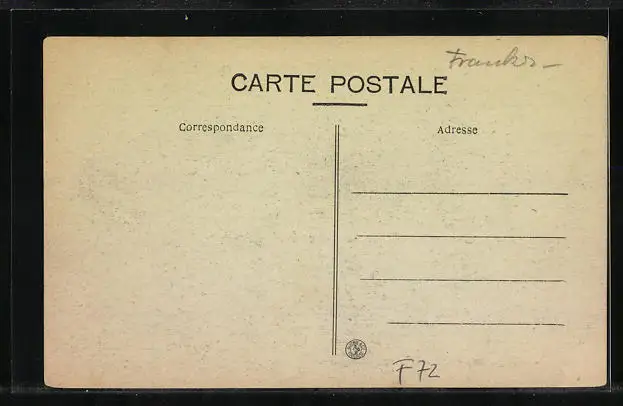 CARTE POSTALE
Correspondance
Adresse
F72